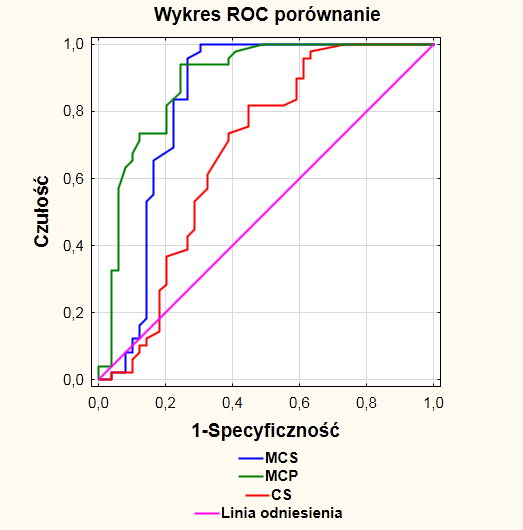 Wykres ROC porównanie
1,0
0,8
0,6
0,4
0,2
0,0
Czułość
0,0 0,2 0,4 0,6 0,8 1,0
1-Specyficzność
MCS
MCP
CS
Linia odniesienia